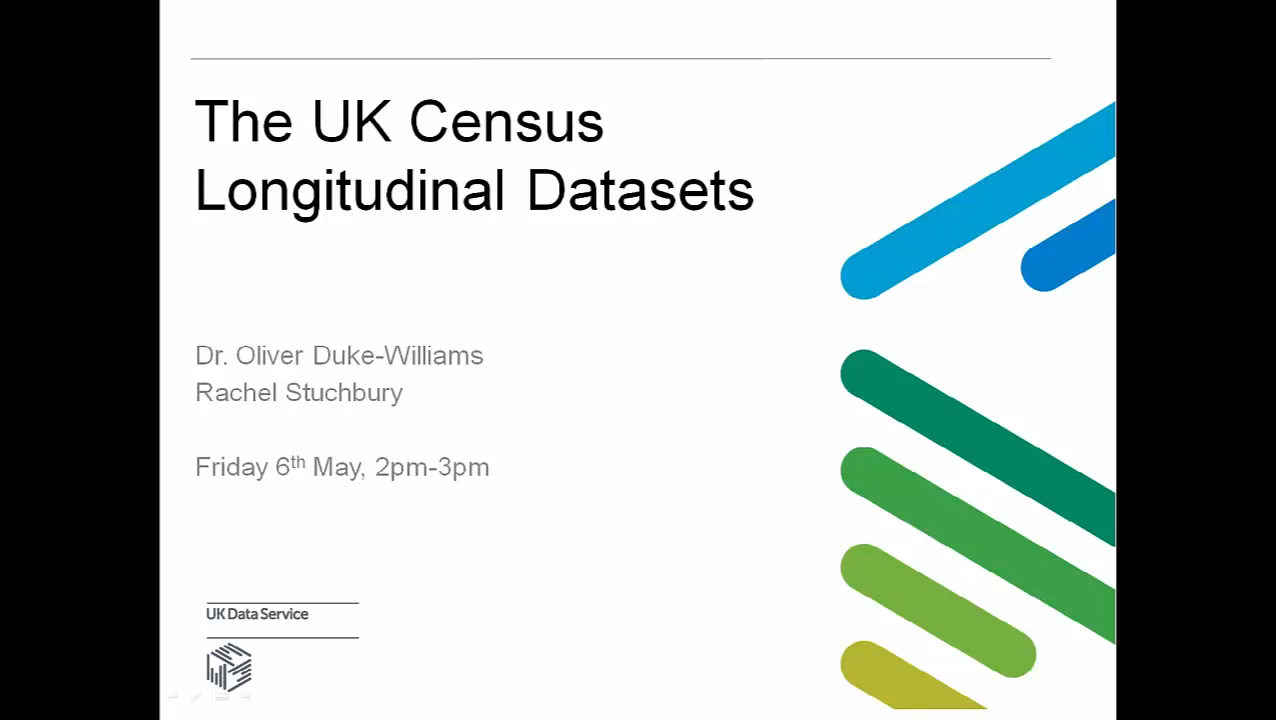 The UK Census
Longitudinal Datasets
Dr. Oliver Duke-Williams
Rachel Stuchbury
Friday 6th May, 2pm-3pm
UK Data Service